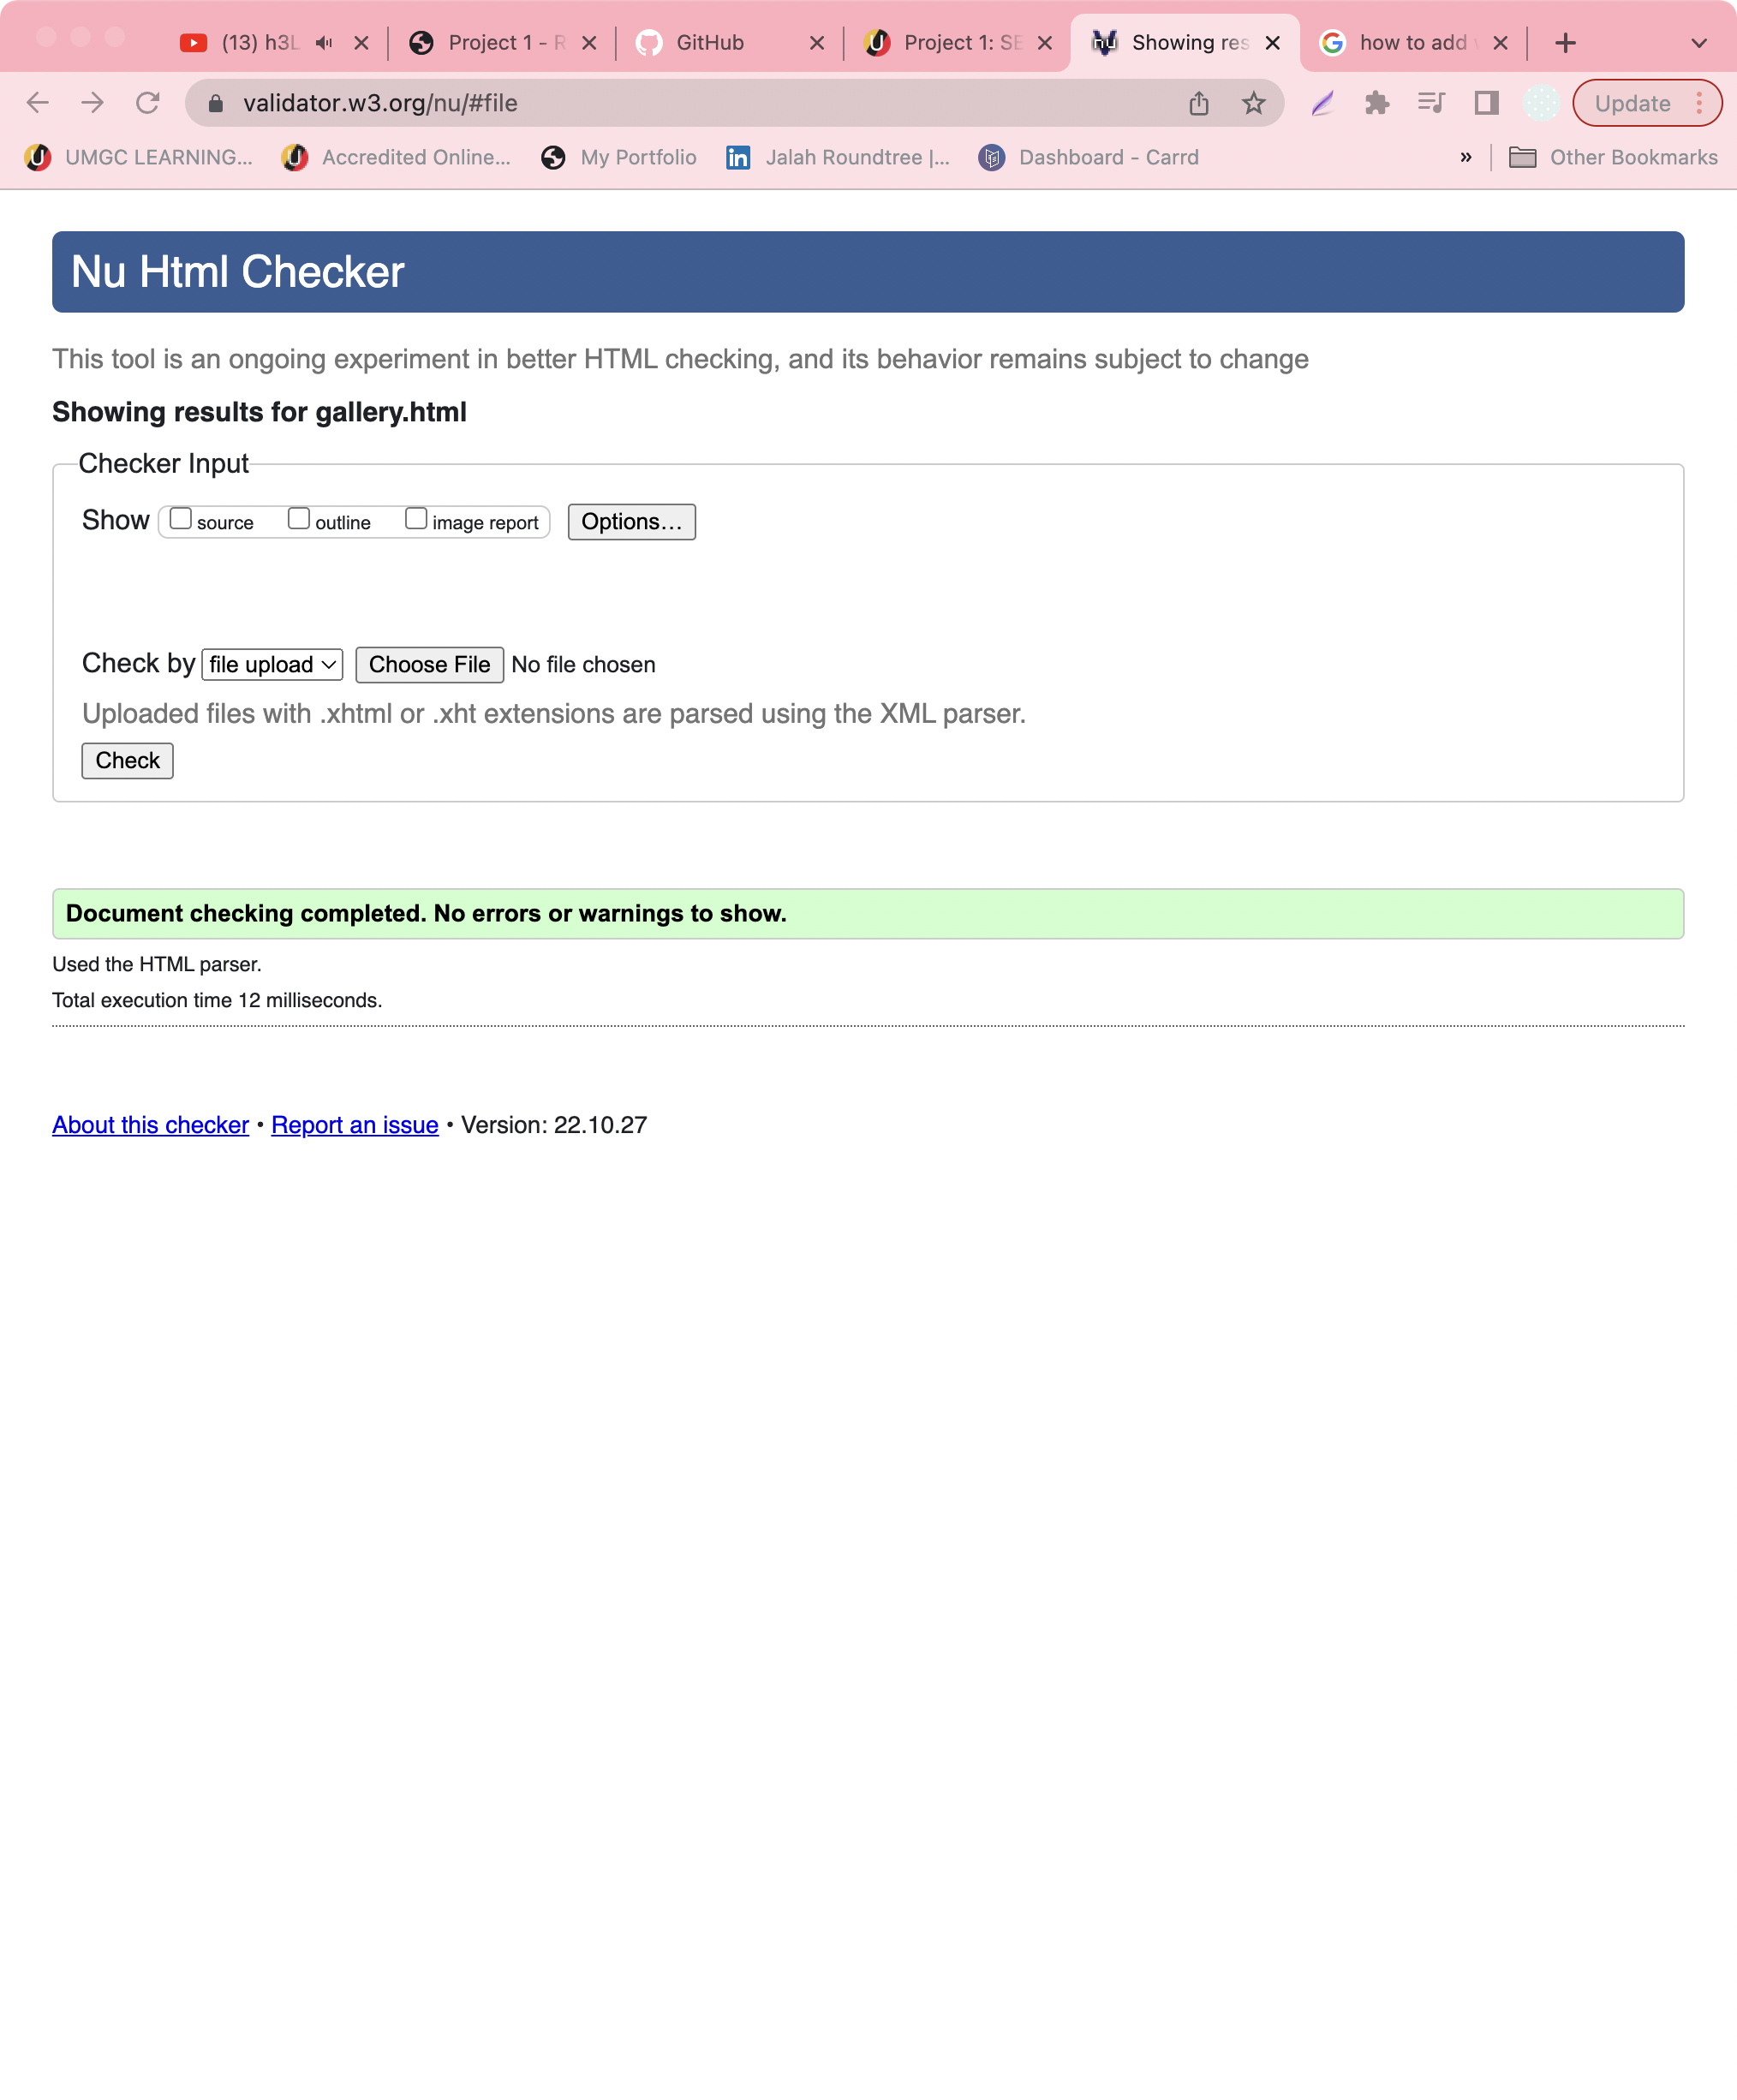 (13) h3L
Project 1 - R
GitHub
Project 1: SE
Showing res
how to add
validator.w3.org/nu/#file
Update
UMGC LEARNING...
Accredited Online...
My Portfolio
Jalah Roundtree |...
Dashboard - Carrd
»
Other Bookmarks
Nu Html Checker
This tool is an ongoing experiment in better HTML checking, and its behavior remains subject to change
Showing results for gallery.html
Checker Input
Show source outline image report Options...
Check by file upload Choose File No file chosen
Uploaded files with .xhtml or .xht extensions are parsed using the XML parser.
Check
Document checking completed. No errors or warnings to show.
Used the HTML parser.
Total execution time 12 milliseconds.
About this checker • Report an issue • Version: 22.10.27